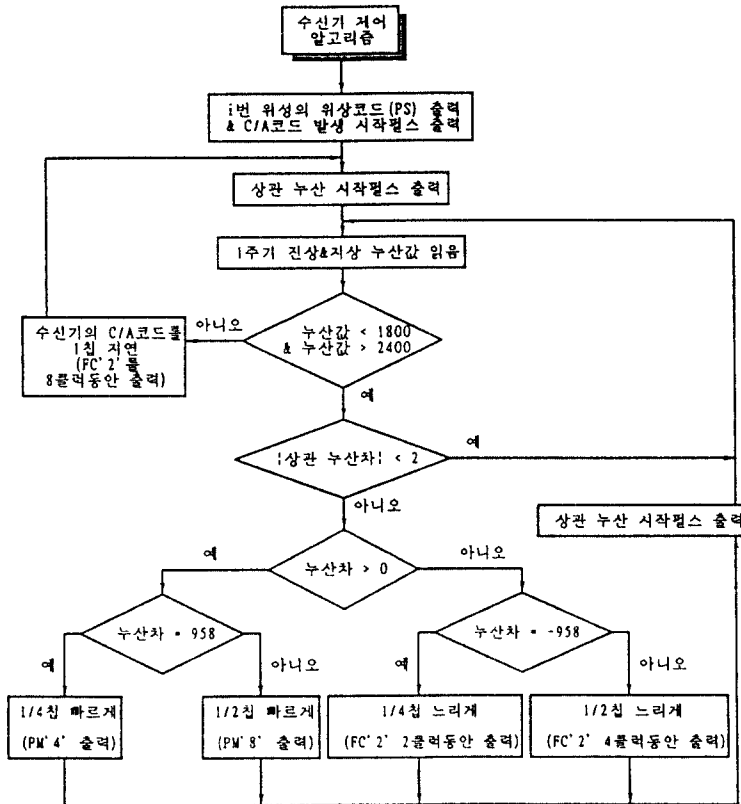 수신기 제어
알고리즘
i번 위성의 위상코드(PS) 출력
& C/A코드 발생 시작펄스 출력
상관 누산 시작펄스 출력
1주기 진상&지상 누산값 읽음
수신기의 C/A코드를
1칩 지연
(FC'2'를
8클럭동안 출력)
아니오
누산값 < 1800
& 누산값 > 2400
예
|상관 누산차| < 2
예
아니오
상관 누산 시작펄스 출력
예
누산차 > 0
아니오
누산차 = 958
누산차 = -958
예
아니오
예
아니오
1/4칩 빠르게
(PM'4' 출력)
1/2칩 빠르게
(PM'8' 출력)
1/4칩 느리게
(FC'2' 2클럭동안 출력)
1/2칩 느리게
(FC'2' 4클럭동안 출력)